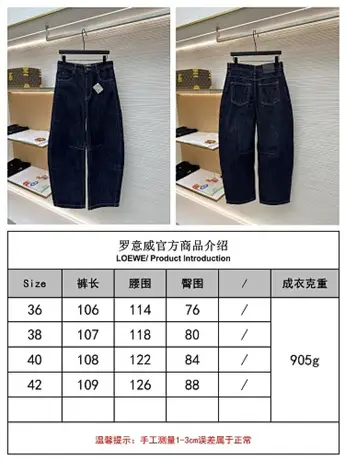 罗意威官方商品介绍
LOEWE/ Product Introduction
Size 裤长 腰围 臀围 / 成衣克重
36 106 114 76 /
38 107 118 80 /
40 108 122 84 /
42 109 126 88 /
905g
温馨提示：手工测量1-3cm误差属于正常